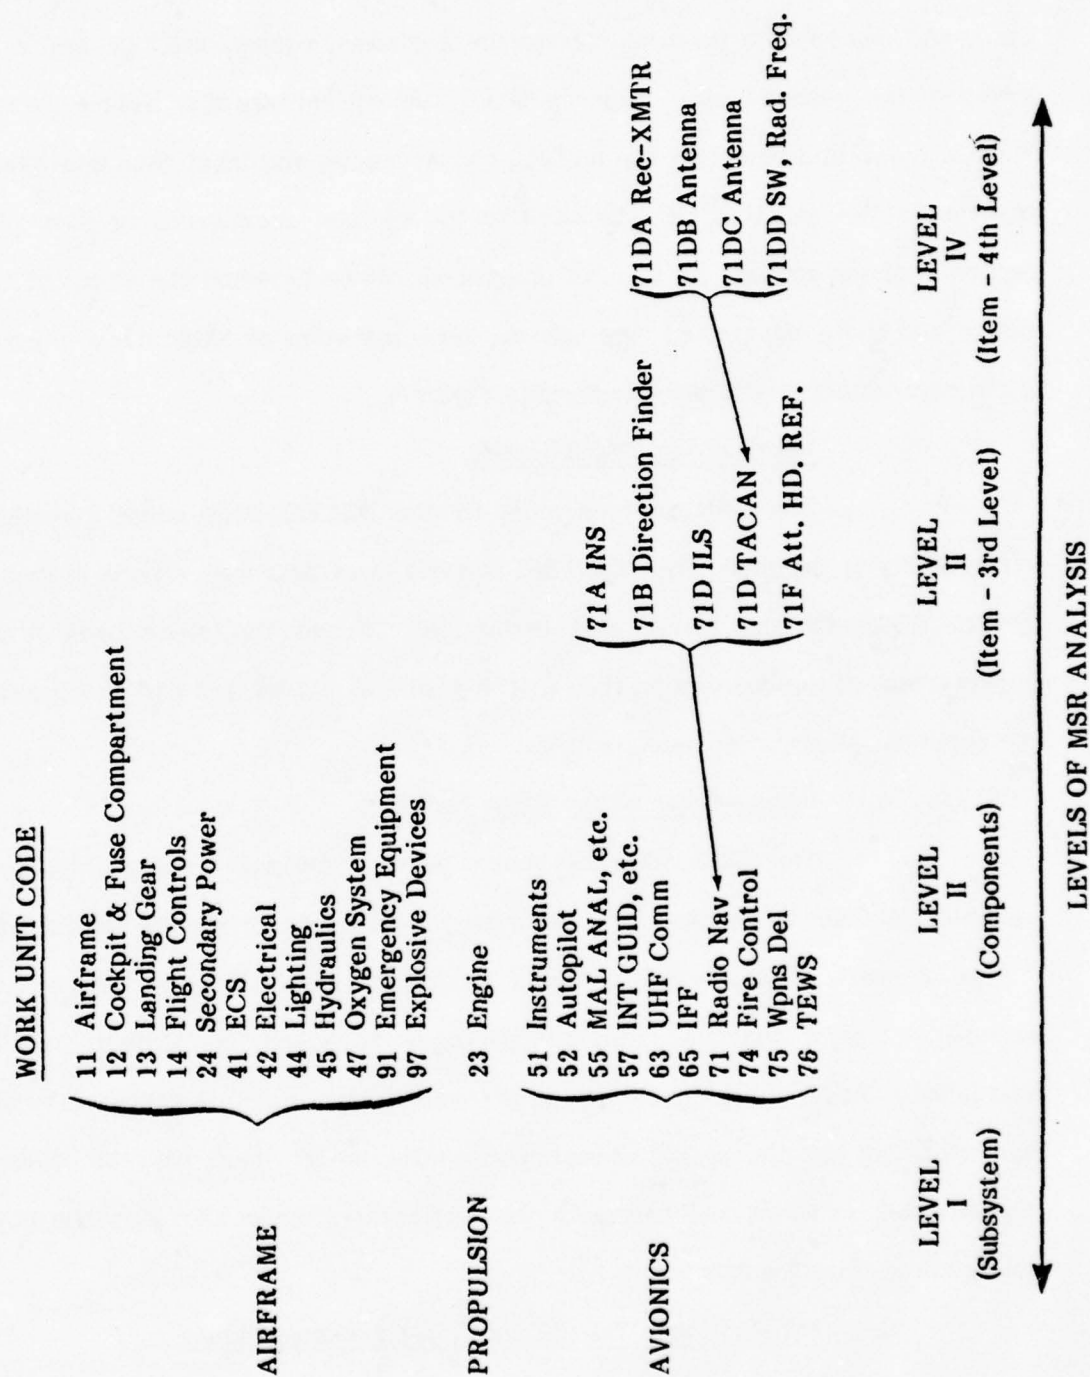 WORK UNIT CODE
AIRFRAME
11 Airframe
12 Cockpit & Fuse Compartment
13 Landing Gear
14 Flight Controls
24 Secondary Power
41 ECS
42 Electrical
44 Lighting
45 Hydraulics
47 Oxygen System
91 Emergency Equipment
97 Explosive Devices
PROPULSION
23 Engine
AVIONICS
51 Instruments
52 Autopilot
55 MAL ANAL, etc.
57 INT GUID, etc.
63 UHF Comm
65 IFF
71 Radio Nav
74 Fire Control
75 Wpns Del
76 TEWS
71A INS
71B Direction Finder
71D ILS
71D TACAN
71F Att. HD. REF.
71DA Rec-XMTR
71DB Antenna
71DC Antenna
71DD SW, Rad. Freq.
LEVEL
I
(Subsystem)
LEVEL
II
(Components)
LEVEL
II
(Item - 3rd Level)
LEVEL
IV
(Item - 4th Level)
LEVELS OF MSR ANALYSIS